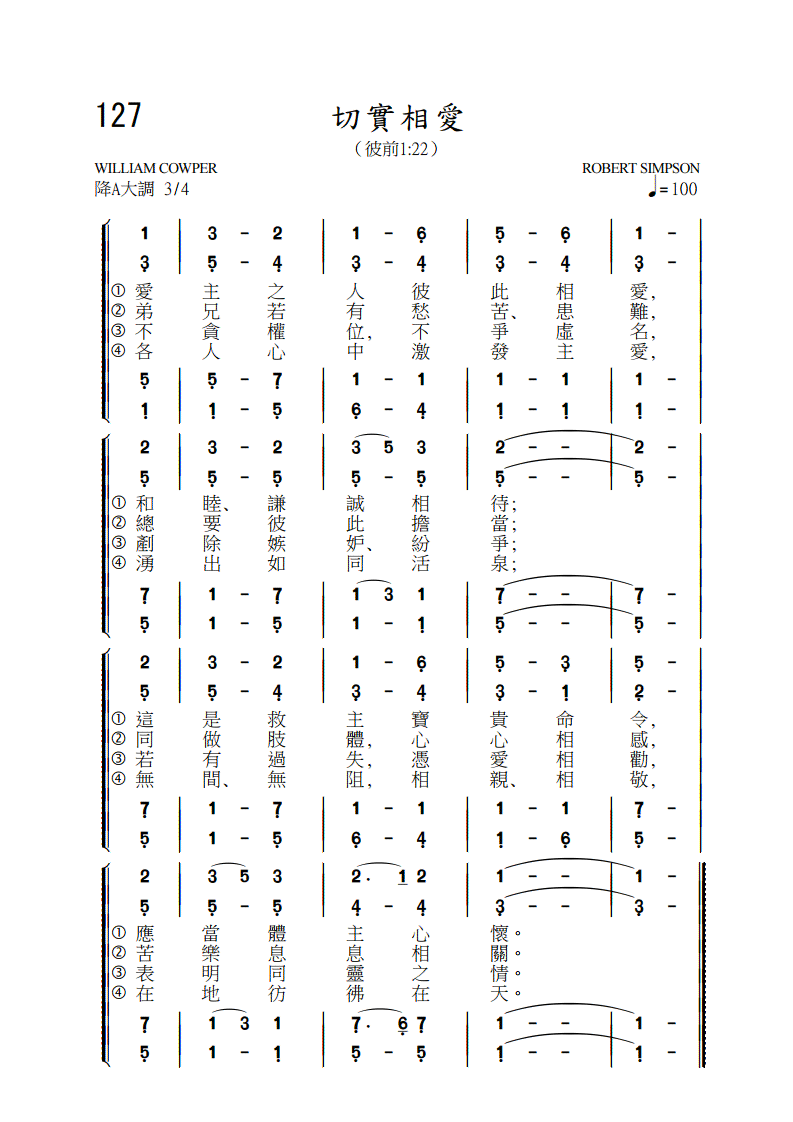 127
切實相愛
（彼前1:22）
WILLIAM COWPER ROBERT SIMPSON
降A大調 3/4 ♩=100
1 | 3 - 2 | 1 - 6̣ | 5̣ - 6̣ | 1 -
3̣ | 5̣ - 4̣ | 3̣ - 4̣ | 3̣ - 4̣ | 3̣ -
① 愛 主 之 人 彼 此 相 愛，
② 弟 兄 若 有 愁 苦、患 難，
③ 不 貪 權 位，不 爭 虛 名，
④ 各 人 心 中 激 發 主 愛，
5̣ | 5̣ - 7̣ | 1 - 1 | 1 - 1 | 1 -
1̣ | 1̣ - 5̣ | 6̣ - 4̣ | 1̣ - 1̣ | 1̣ -
2 | 3 - 2 | 3 5 3 | 2 - - | 2 -
5̣ | 5̣ - 5̣ | 5̣ - 5̣ | 5̣ - - | 5̣ -
① 和 睦、謙 誠 相 待；
② 總 要 彼 此 擔 當；
③ 剷 除 嫉 妒、紛 爭；
④ 湧 出 如 同 活 泉；
7̣ | 1 - 7̣ | 1 3 1 | 7̣ - - | 7̣ -
5̣ | 1 - 5̣ | 1 - 1̣ | 5̣ - - | 5̣ -
2 | 3 - 2 | 1 - 6̣ | 5̣ - 3̣ | 5̣ -
5̣ | 5̣ - 4̣ | 3̣ - 4̣ | 3̣ - 1̣ | 2̣ -
① 這 是 救 主 寶 貴 命 令，
② 同 做 肢 體，心 心 相 感，
③ 若 有 過 失，憑 愛 相 勸，
④ 無 間、無 阻，相 親、相 敬，
7̣ | 1 - 7̣ | 1 - 1 | 1 - 1 | 7̣ -
5̣ | 1 - 5̣ | 6̣ - 4̣ | 1̣ - 6̣ | 5̣ -
2 | 3 5 3 | 2. 1 2 | 1 - - | 1 -
5̣ | 5̣ - 5̣ | 4̣ - 4̣ | 3̣ - - | 3̣ -
① 應 當 體 主 心 懷。
② 苦 樂 息 息 相 關。
③ 表 明 同 靈 之 情。
④ 在 地 彷 彿 在 天。
7̣ | 1 3 1 | 7̣. 6̣ 7̣ | 1 - - | 1 -
5̣ | 1 - 1̣ | 5̣ - 5̣ | 1̣ - - | 1̣ -